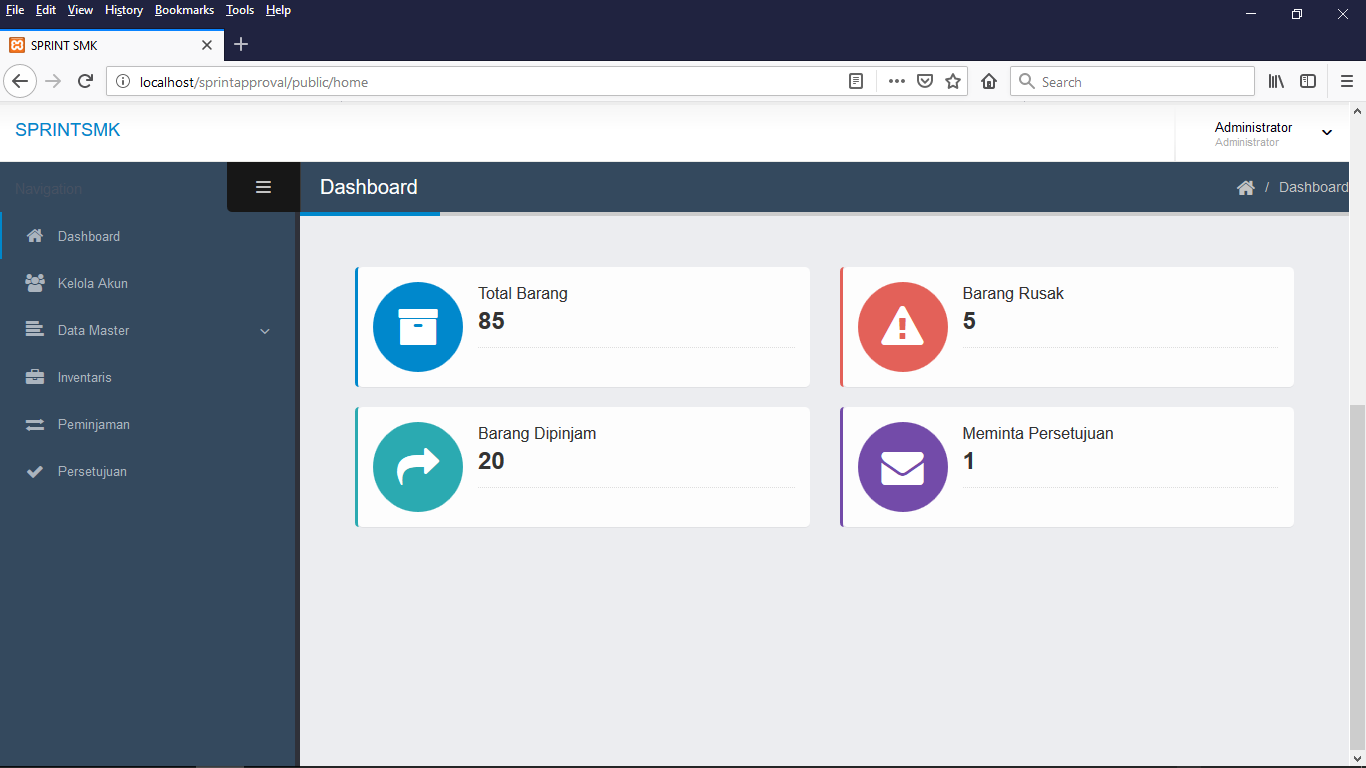 File Edit View History Bookmarks Tools Help
SPRINT SMK
localhost/sprintapproval/public/home
Search
SPRINTSMK
Administrator
Administrator
Navigation
Dashboard
/ Dashboard
Dashboard
Kelola Akun
Data Master
Inventaris
Peminjaman
Persetujuan
Total Barang
85
Barang Rusak
5
Barang Dipinjam
20
Meminta Persetujuan
1